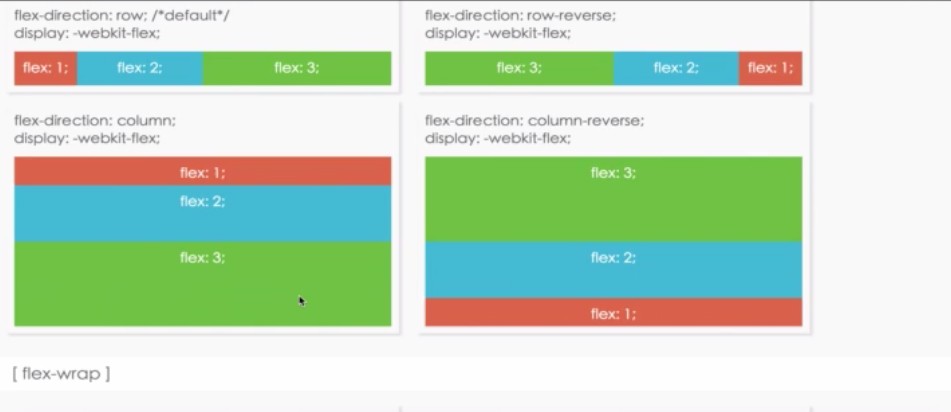 flex-direction: row; /*default*/
display: -webkit-flex;
flex: 1; flex: 2; flex: 3;
flex-direction: row-reverse;
display: -webkit-flex;
flex: 3; flex: 2; flex: 1;
flex-direction: column;
display: -webkit-flex;
flex: 1;
flex: 2;
flex: 3;
flex-direction: column-reverse;
display: -webkit-flex;
flex: 3;
flex: 2;
flex: 1;
[ flex-wrap ]